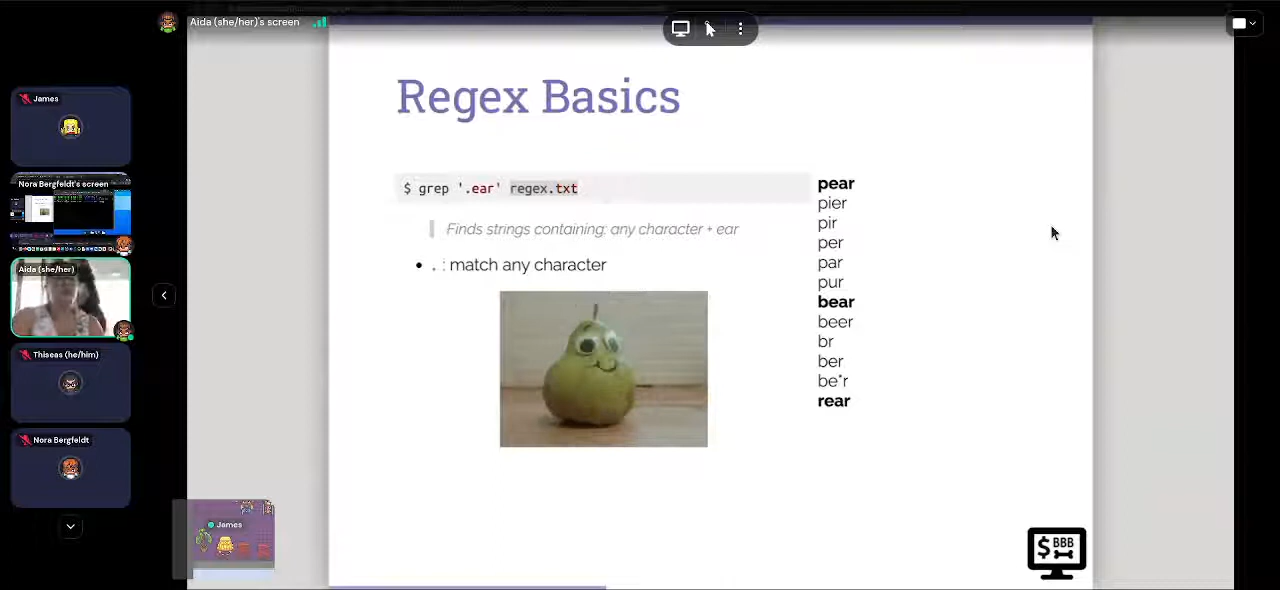 Aida (she/her)'s screen
James
Nora Bergfeldt's screen
Aida (she/her)
Thiseas (he/him)
Nora Bergfeldt
James
Regex Basics
$ grep '.ear' regex.txt
Finds strings containing: any character + ear
• . : match any character
pear
pier
pir
per
par
pur
bear
beer
br
ber
be*r
rear
$ BBB